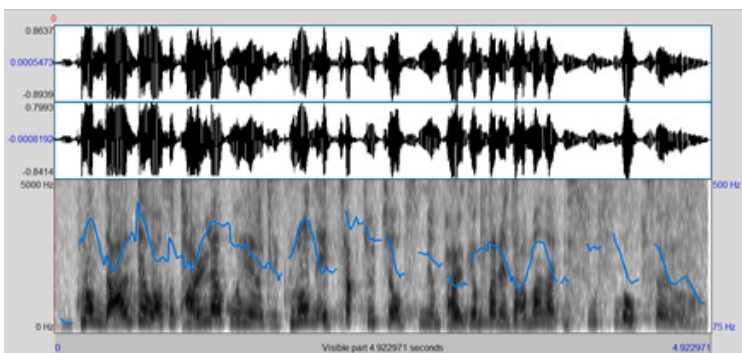 0
0.8637
0.0005473
-0.8939
0.7993
-0.0008192
-0.8414
5000 Hz 500 Hz
0 Hz 75 Hz
0 Visible part 4.922971 seconds 4.922971